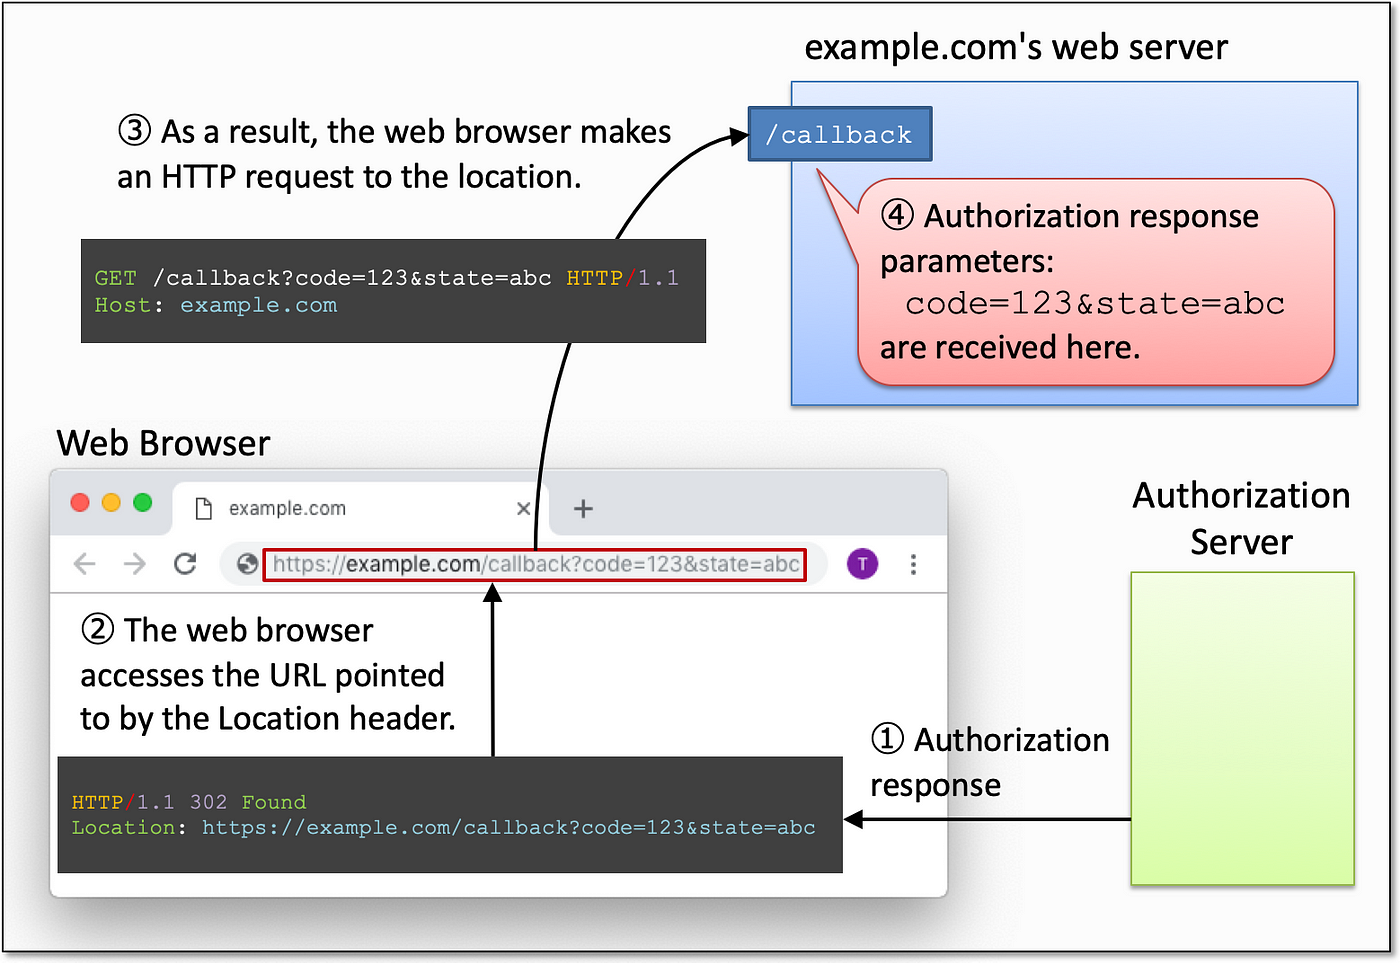 example.com's web server
③ As a result, the web browser makes
an HTTP request to the location.
/callback
④ Authorization response
parameters:
code=123&state=abc
are received here.
GET /callback?code=123&state=abc HTTP/1.1
Host: example.com
Web Browser
example.com
https://example.com/callback?code=123&state=abc
T
② The web browser
accesses the URL pointed
to by the Location header.
HTTP/1.1 302 Found
Location: https://example.com/callback?code=123&state=abc
① Authorization
response
Authorization
Server